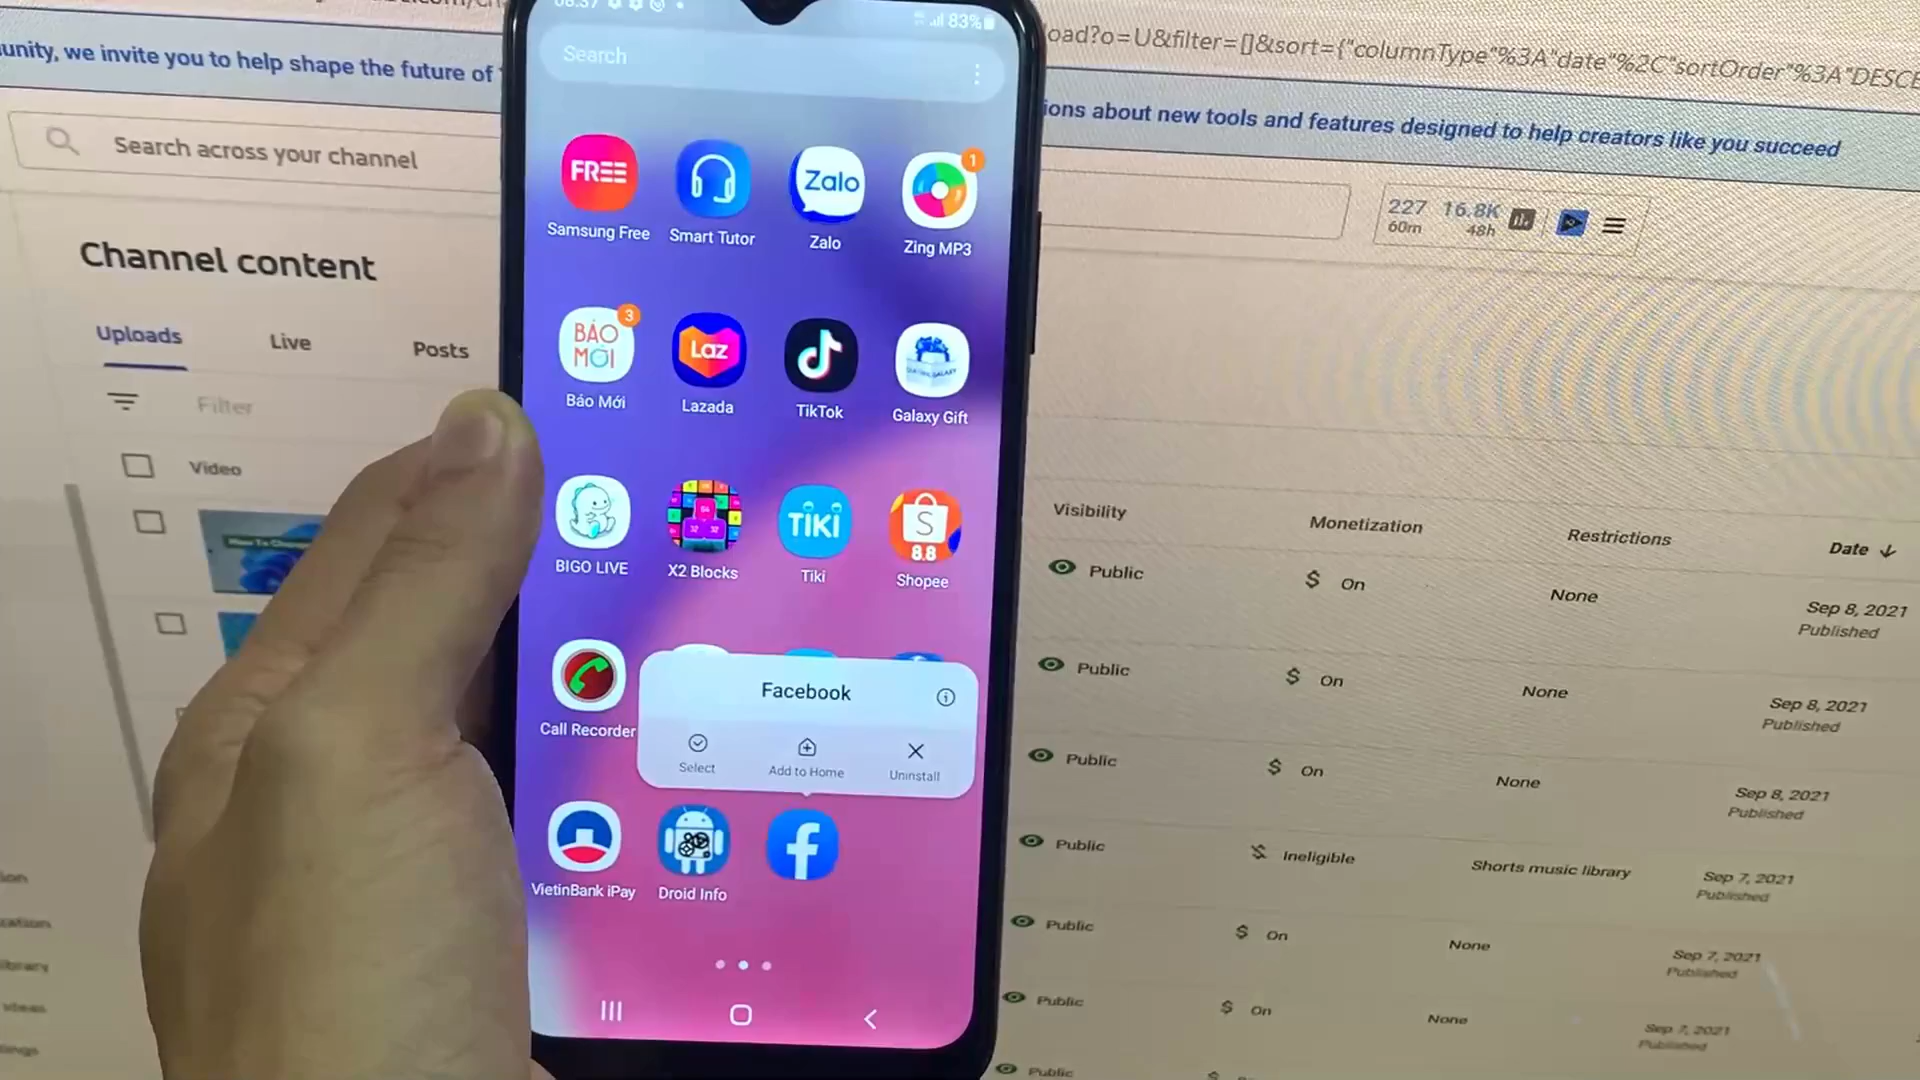 08:37
83%
Search
FREE
Samsung Free
Smart Tutor
Zalo
Zalo
1
Zing MP3
3
BÁO
MỚI
Báo Mới
Laz
Lazada
TikTok
Galaxy Gift
BIGO LIVE
X2 Blocks
TIKI
Tiki
S
8.8
Shopee
Call Recorder
Facebook
Select
Add to Home
Uninstall
VietinBank iPay
Droid Info
unity, we invite you to help shape the future of
Search across your channel
Channel content
Uploads
Live
Posts
Filter
Video
load?o=U&filter=[]&sort={"columnType"%3A"date"%2C"sortOrder"%3A"DESCE
ions about new tools and features designed to help creators like you succeed
227
60m
16.8K
48h
Visibility
Monetization
Restrictions
Date
Public
$ On
None
Sep 8, 2021
Published
Public
$ On
None
Sep 8, 2021
Published
Public
$ On
None
Sep 8, 2021
Published
Public
Ineligible
Shorts music library
Sep 7, 2021
Published
Public
$ On
None
Sep 7, 2021
Published
Public
$ On
None
Sep 7, 2021
Published
Public